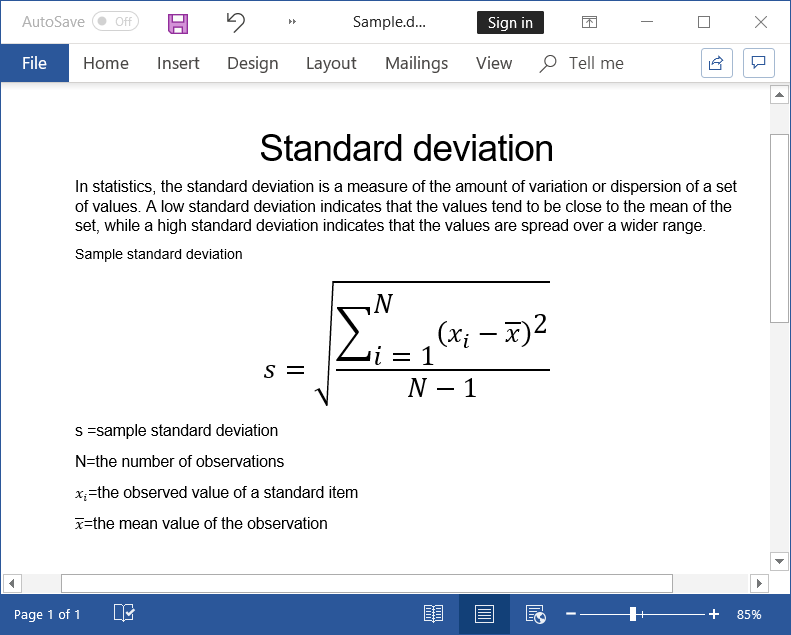 AutoSave Off Sample.d... Sign in
File Home Insert Design Layout Mailings View Tell me
Standard deviation
In statistics, the standard deviation is a measure of the amount of variation or dispersion of a set
of values. A low standard deviation indicates that the values tend to be close to the mean of the
set, while a high standard deviation indicates that the values are spread over a wider range.
Sample standard deviation
s = √(∑_{i = 1}^{N} (x_i − x̅)² / (N − 1))
s =sample standard deviation
N=the number of observations
x_i=the observed value of a standard item
x̅=the mean value of the observation
Page 1 of 1 85%